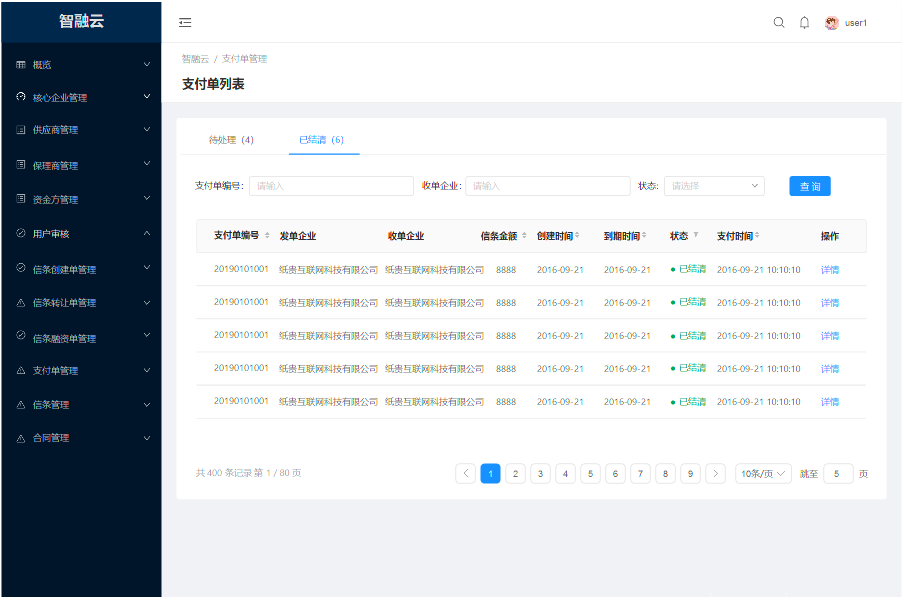 智融云
user1
概览
核心企业管理
供应商管理
保理商管理
资金方管理
用户审核
信条创建单管理
信条转让单管理
信条融资单管理
支付单管理
信条管理
合同管理
智融云 / 支付单管理
支付单列表
待处理（4） 已结清（6）
支付单编号： 请输入 收单企业： 请输入 状态: 请选择 查 询
支付单编号 发单企业 收单企业 信条金额 创建时间 到期时间 状态 支付时间 操作
20190101001 纸贵互联网科技有限公司 纸贵互联网科技有限公司 8888 2016-09-21 2016-09-21 已结清 2016-09-21 10:10:10 详情
20190101001 纸贵互联网科技有限公司 纸贵互联网科技有限公司 8888 2016-09-21 2016-09-21 已结清 2016-09-21 10:10:10 详情
20190101001 纸贵互联网科技有限公司 纸贵互联网科技有限公司 8888 2016-09-21 2016-09-21 已结清 2016-09-21 10:10:10 详情
20190101001 纸贵互联网科技有限公司 纸贵互联网科技有限公司 8888 2016-09-21 2016-09-21 已结清 2016-09-21 10:10:10 详情
20190101001 纸贵互联网科技有限公司 纸贵互联网科技有限公司 8888 2016-09-21 2016-09-21 已结清 2016-09-21 10:10:10 详情
共 400 条记录 第 1 / 80 页 1 2 3 4 5 6 7 8 9 10条/页 跳至 5 页